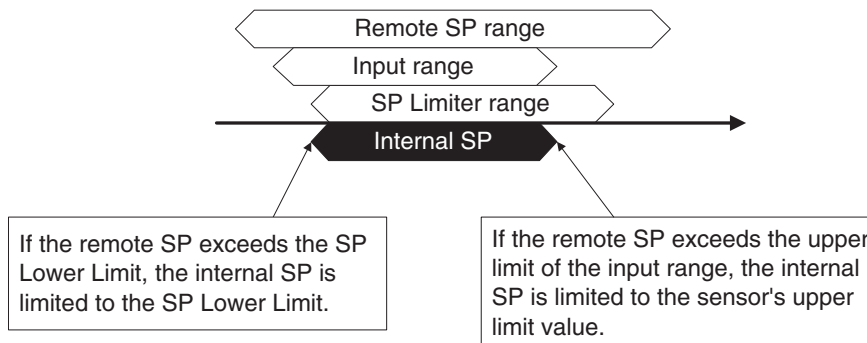 Remote SP range
Input range
SP Limiter range
Internal SP
If the remote SP exceeds the SP
Lower Limit, the internal SP is
limited to the SP Lower Limit.
If the remote SP exceeds the upper
limit of the input range, the internal
SP is limited to the sensor's upper
limit value.